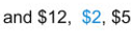 and $12, $2, $5